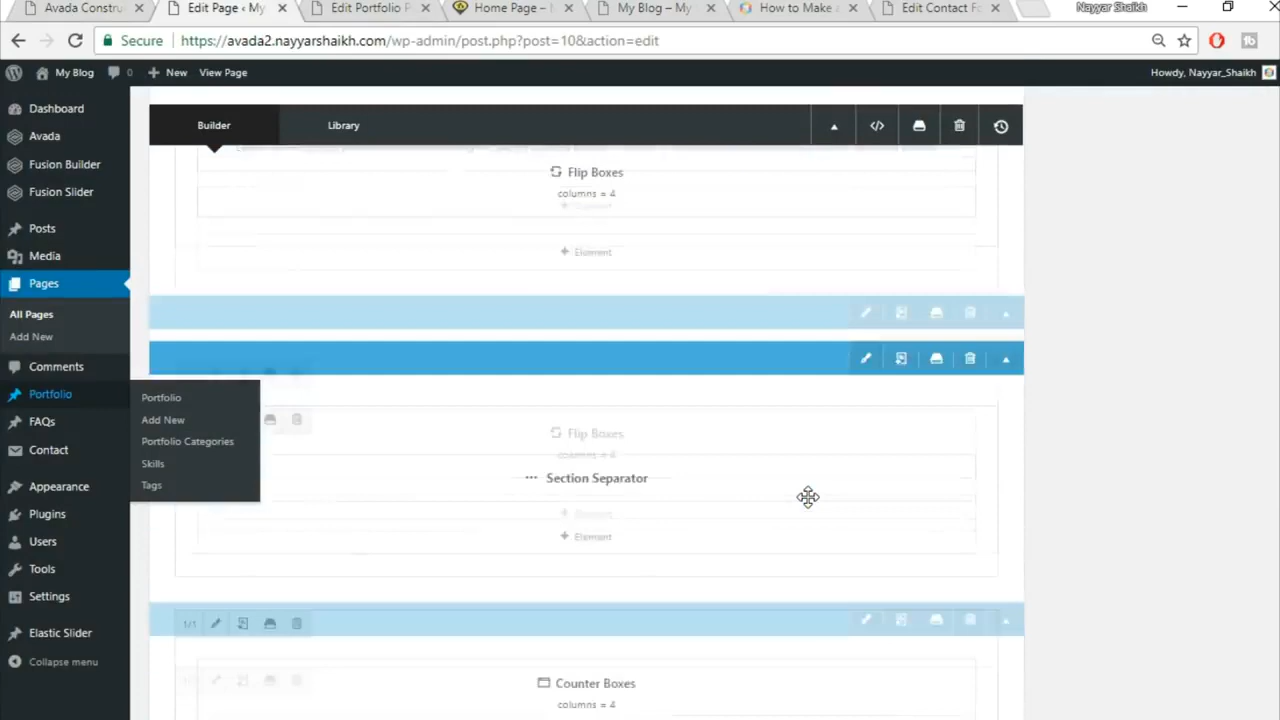 Avada Constru
Edit Page ‹ My
Edit Portfolio P
Home Page –
My Blog – My
How to Make a
Edit Contact Fo
Nayyar Shaikh
Secure
https://avada2.nayyarshaikh.com/wp-admin/post.php?post=10&action=edit
My Blog
0
New
View Page
Howdy, Nayyar_Shaikh
Dashboard
Avada
Fusion Builder
Fusion Slider
Posts
Media
Pages
All Pages
Add New
Comments
Portfolio
FAQs
Contact
Appearance
Plugins
Users
Tools
Settings
Elastic Slider
Collapse menu
Portfolio
Add New
Portfolio Categories
Skills
Tags
Builder
Library
Flip Boxes
columns = 4
+ Element
+ Element
Flip Boxes
columns = 4
Section Separator
+ Element
+ Element
1/1
Counter Boxes
columns = 4